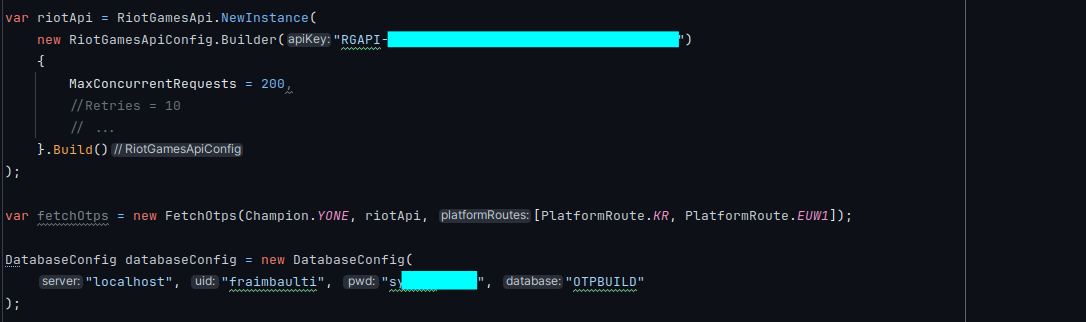 var riotApi = RiotGamesApi.NewInstance(
new RiotGamesApiConfig.Builder( apiKey: "RGAPI-")
{
MaxConcurrentRequests = 200,
//Retries = 10
// ...
}.Build() // RiotGamesApiConfig
);
var fetchOtps = new FetchOtps(Champion.YONE, riotApi, platformRoutes: [PlatformRoute.KR, PlatformRoute.EUW1]);
DatabaseConfig databaseConfig = new DatabaseConfig(
server: "localhost", uid: "fraimbaulti", pwd: "sy", database: "OTPBUILD"
);